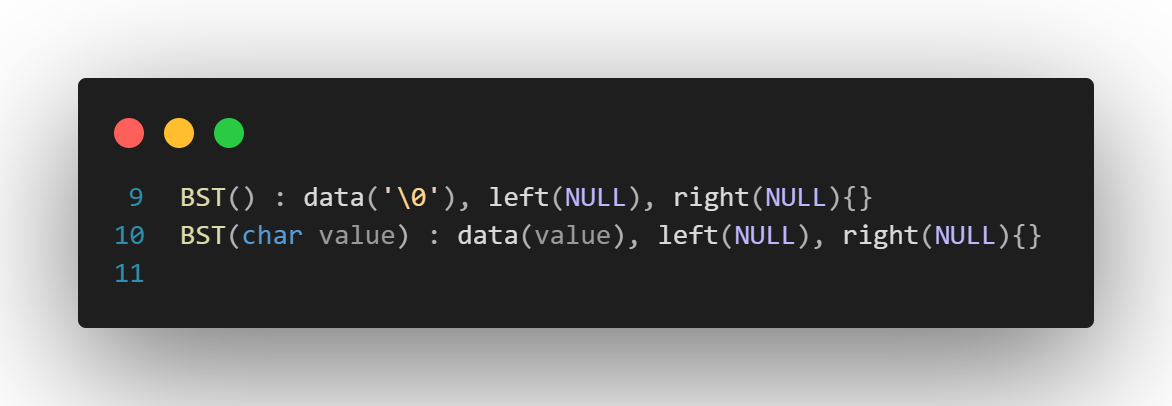 9 BST() : data('\0'), left(NULL), right(NULL){}
10 BST(char value) : data(value), left(NULL), right(NULL){}
11